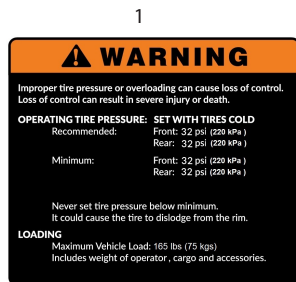 1
WARNING
Improper tire pressure or overloading can cause loss of control.
Loss of control can result in severe injury or death.
OPERATING TIRE PRESSURE: SET WITH TIRES COLD
Recommended: Front: 32 psi (220 kPa )
Rear: 32 psi (220 kPa )
Minimum: Front: 32 psi (220 kPa )
Rear: 32 psi (220 kPa )
Never set tire pressure below minimum.
It could cause the tire to dislodge from the rim.
LOADING
Maximum Vehicle Load: 165 lbs (75 kgs)
Includes weight of operator , cargo and accessories.